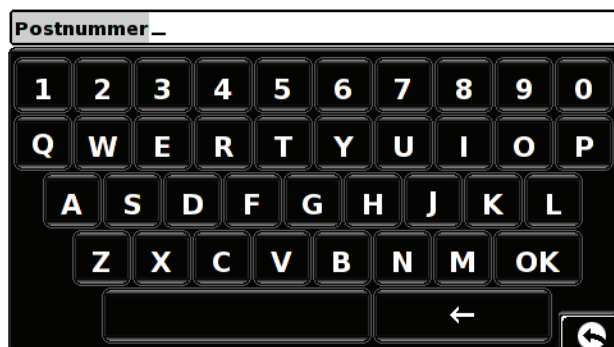 Postnummer_
1 2 3 4 5 6 7 8 9 0
Q W E R T Y U I O P
A S D F G H J K L
Z X C V B N M OK
←